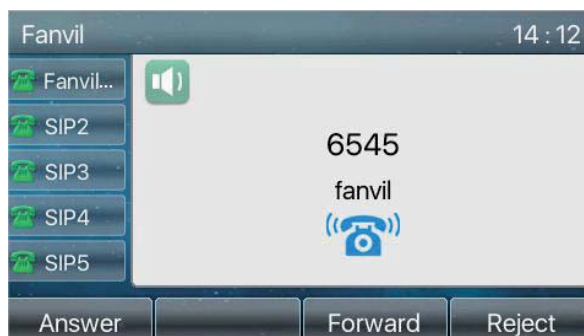 Fanvil 14:12
Fanvil...
SIP2
SIP3
SIP4
SIP5
6545
fanvil
Answer Forward Reject